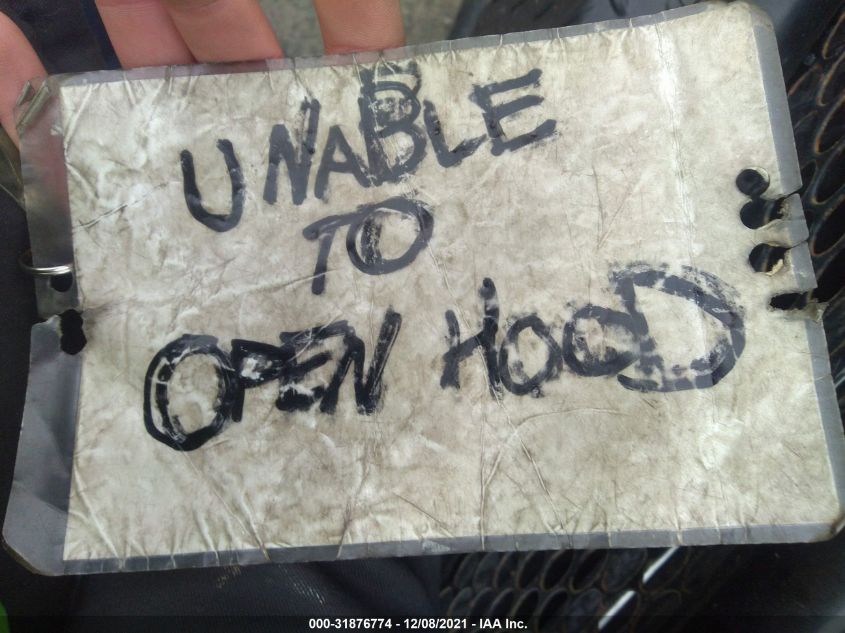 UNABLE
TO
OPEN HOOD
000-31876774 - 12/08/2021 - IAA Inc.